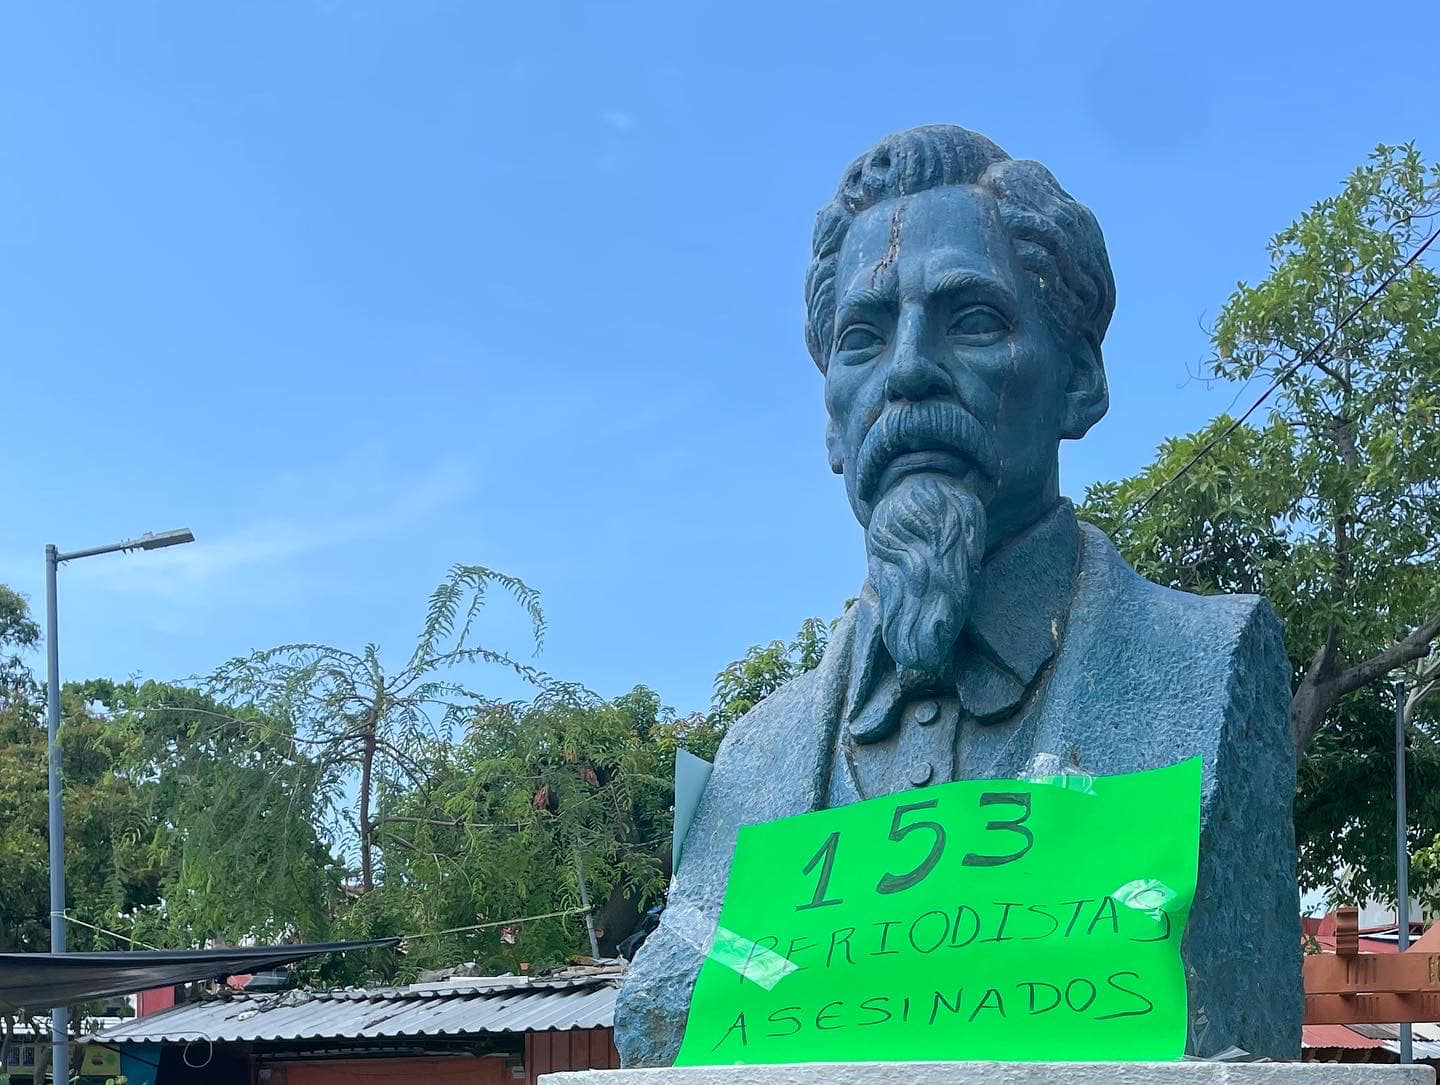 153
PERIODISTAS
ASESINADOS